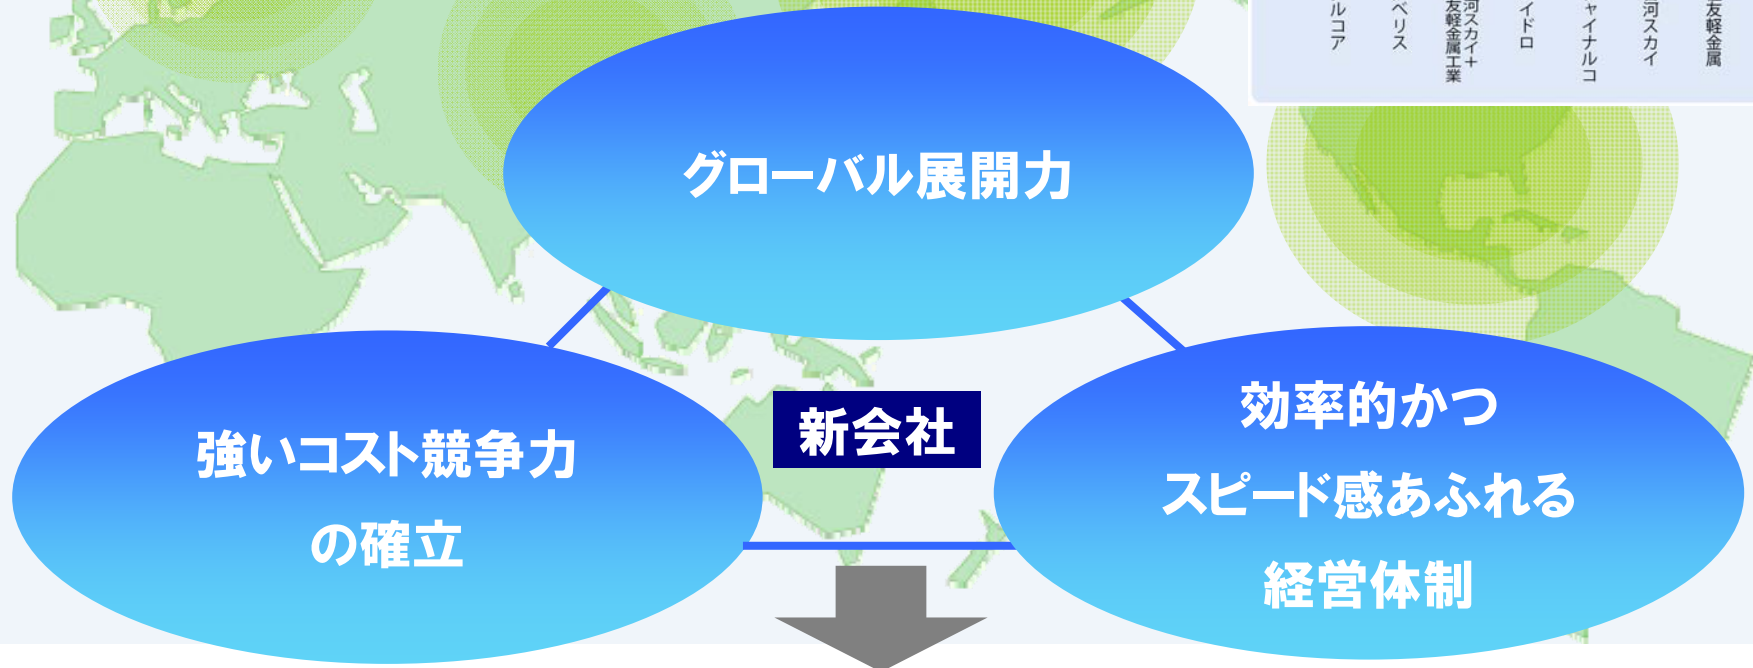 ルコア
ベリス
河スカイ+
友軽金属工業
イドロ
ャイナルコ
河スカイ
友軽金属
グローバル展開力
強いコスト競争力
の確立
新会社
効率的かつ
スピード感あふれる
経営体制